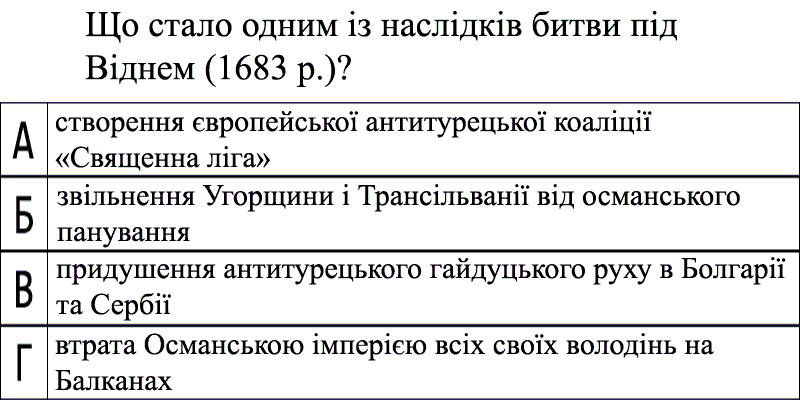 Що стало одним із наслідків битви під
Віднем (1683 р.)?
А
створення європейської антитурецької коаліції
«Священна ліга»
Б
звільнення Угорщини і Трансільванії від османського
панування
В
придушення антитурецького гайдуцького руху в Болгарії
та Сербії
Г
втрата Османською імперією всіх своїх володінь на
Балканах